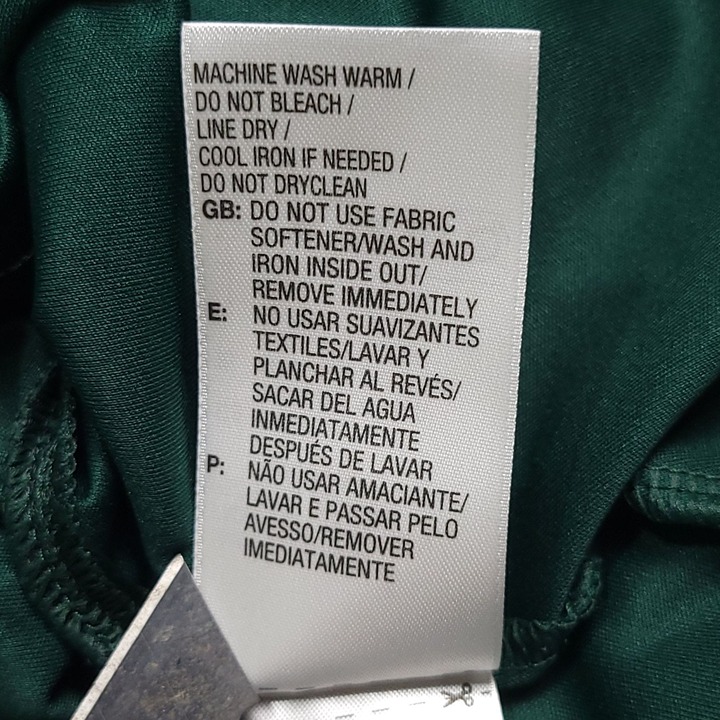 MACHINE WASH WARM /
DO NOT BLEACH /
LINE DRY /
COOL IRON IF NEEDED /
DO NOT DRYCLEAN
GB: DO NOT USE FABRIC
SOFTENER/WASH AND
IRON INSIDE OUT/
REMOVE IMMEDIATELY
E: NO USAR SUAVIZANTES
TEXTILES/LAVAR Y
PLANCHAR AL REVÉS/
SACAR DEL AGUA
INMEDIATAMENTE
DESPUÉS DE LAVAR
P: NÃO USAR AMACIANTE/
LAVAR E PASSAR PELO
AVESSO/REMOVER
IMEDIATAMENTE